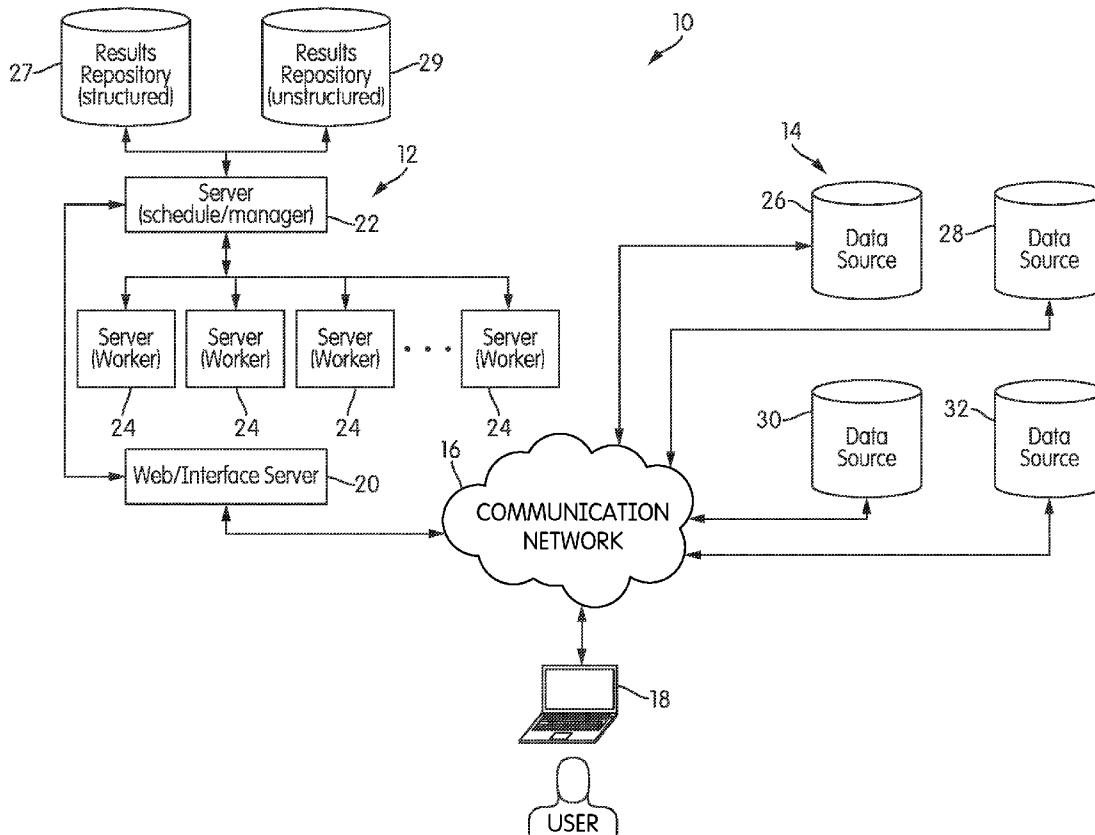 10
27
Results
Repository
(structured)
29
Results
Repository
(unstructured)
12
14
Server
(schedule/manager)
22
26
Data
Source
28
Data
Source
Server
(Worker)
Server
(Worker)
Server
(Worker)
. . .
Server
(Worker)
24
24
24
24
30
Data
Source
32
Data
Source
Web/Interface Server
20
16
COMMUNICATION
NETWORK
18
USER